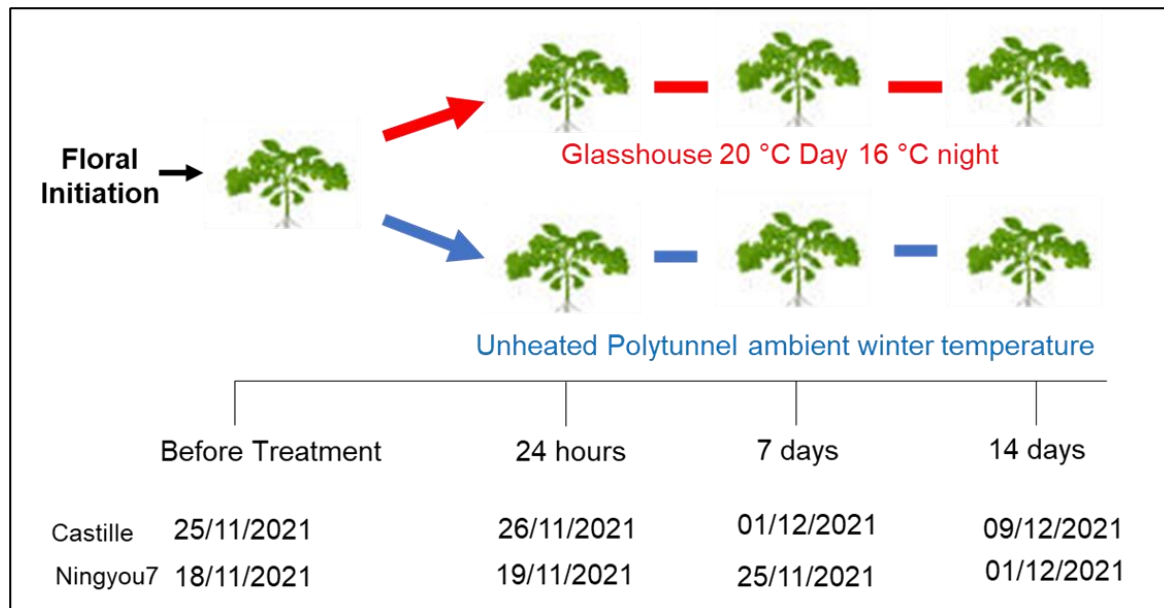 Floral
Initiation
Glasshouse 20 °C Day 16 °C night
Unheated Polytunnel ambient winter temperature
Before Treatment 24 hours 7 days 14 days
Castille 25/11/2021 26/11/2021 01/12/2021 09/12/2021
Ningyou7 18/11/2021 19/11/2021 25/11/2021 01/12/2021